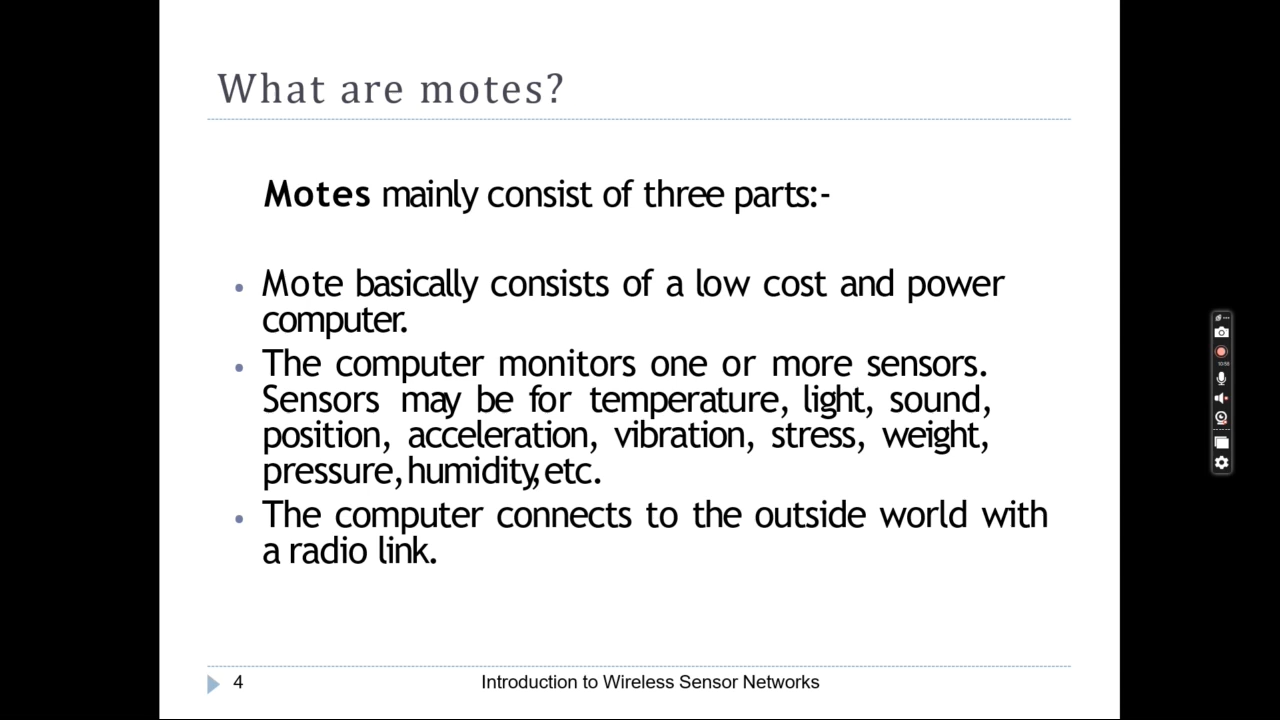 What are motes?
Motes mainly consist of three parts:-
• Mote basically consists of a low cost and power
computer.
• The computer monitors one or more sensors.
Sensors may be for temperature, light, sound,
position, acceleration, vibration, stress, weight,
pressure, humidity, etc.
• The computer connects to the outside world with
a radio link.
4 Introduction to Wireless Sensor Networks